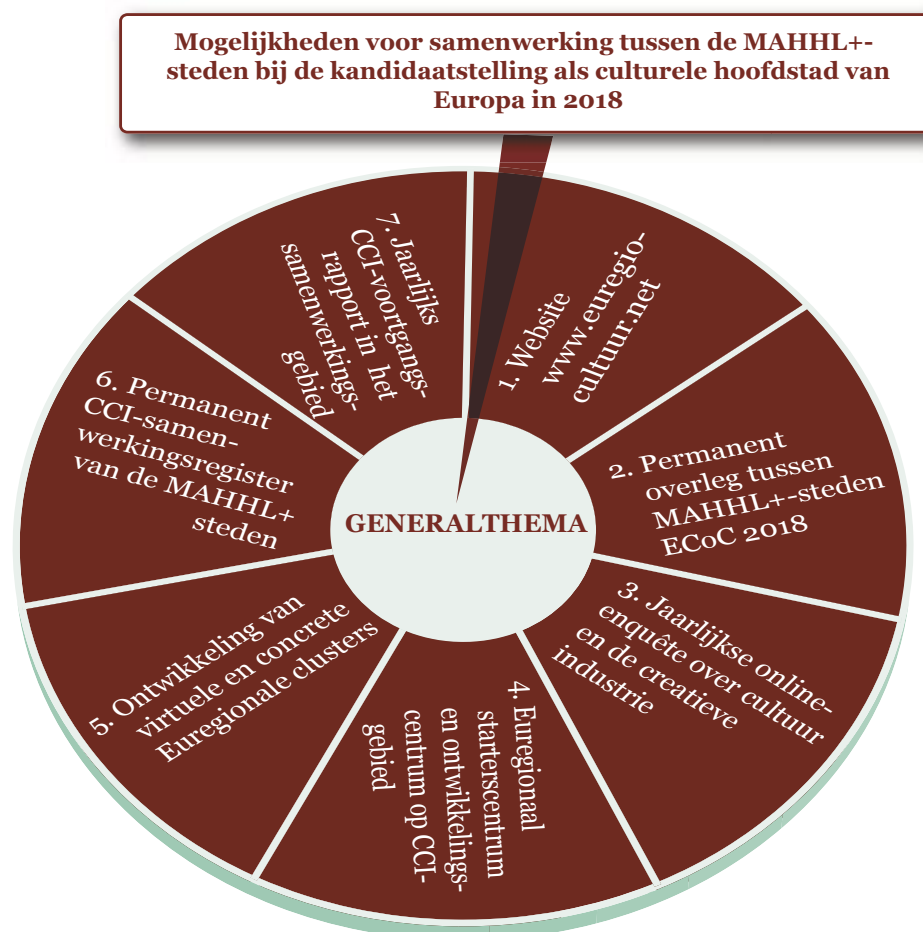 Mogelijkheden voor samenwerking tussen de MAHHL+-
steden bij de kandidaatstelling als culturele hoofdstad van
Europa in 2018
1. Website
www.euregio-
cultuur.net
2. Permanent
overleg tussen
MAHHL+-steden
ECoC 2018
3. Jaarlijkse online-
enquête over cultuur
en de creatieve
industrie
4. Euregionaal
starterscentrum
en ontwikkelings-
centrum op CCI-
gebied
5. Ontwikkeling van
virtuele en concrete
Euregionale clusters
6. Permanent
CCI-samen-
werkingsregister
van de MAHHL+
steden
7. Jaarlijks
CCI-voortgangs-
rapport in het
samenwerkings-
gebied
GENERALTHEMA